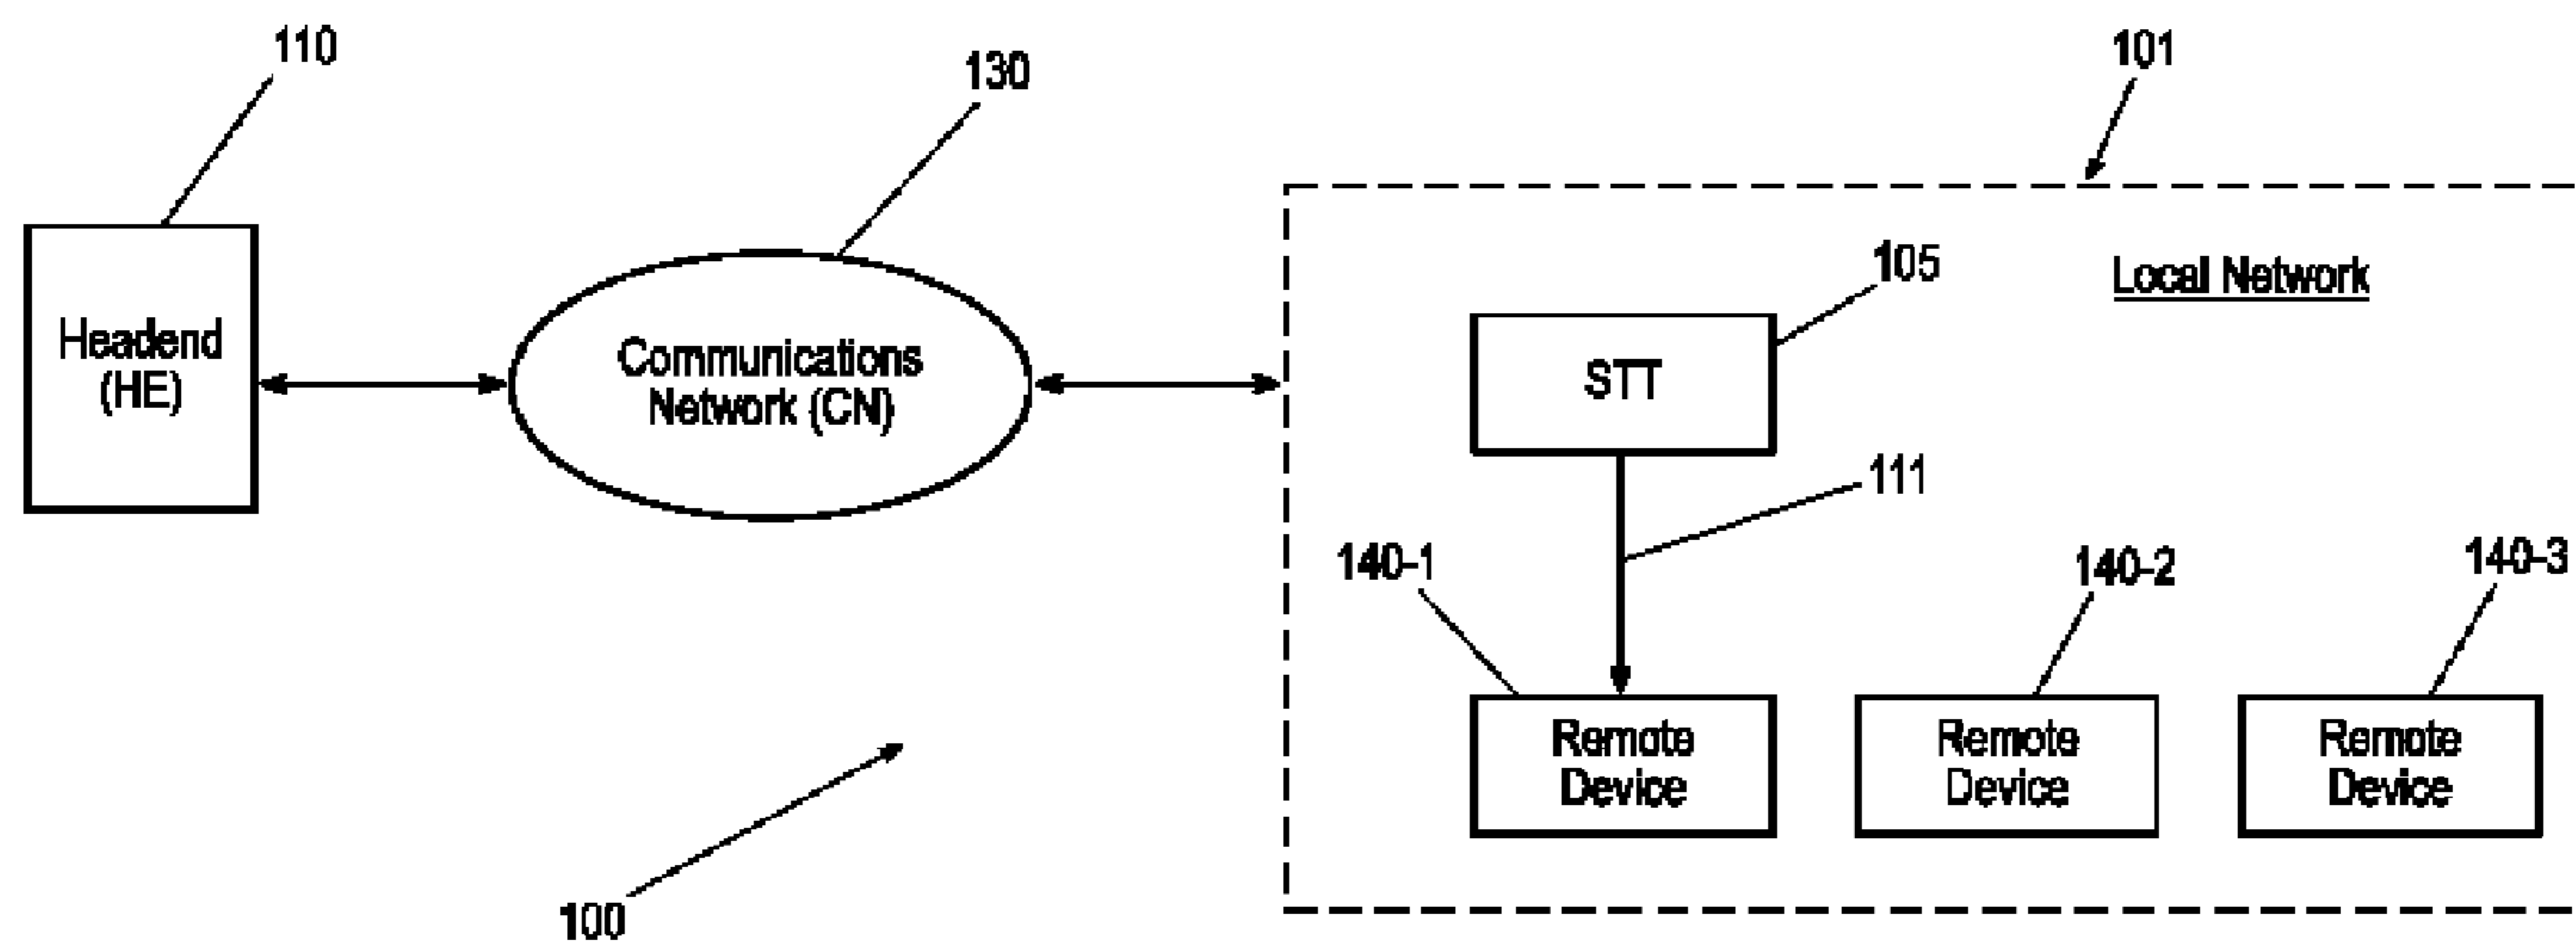 110
130
101
105
Local Network
Headend
(HE)
Communications
Network (CN)
STT
111
140-1
140-2
140-3
Remote
Device
Remote
Device
Remote
Device
100